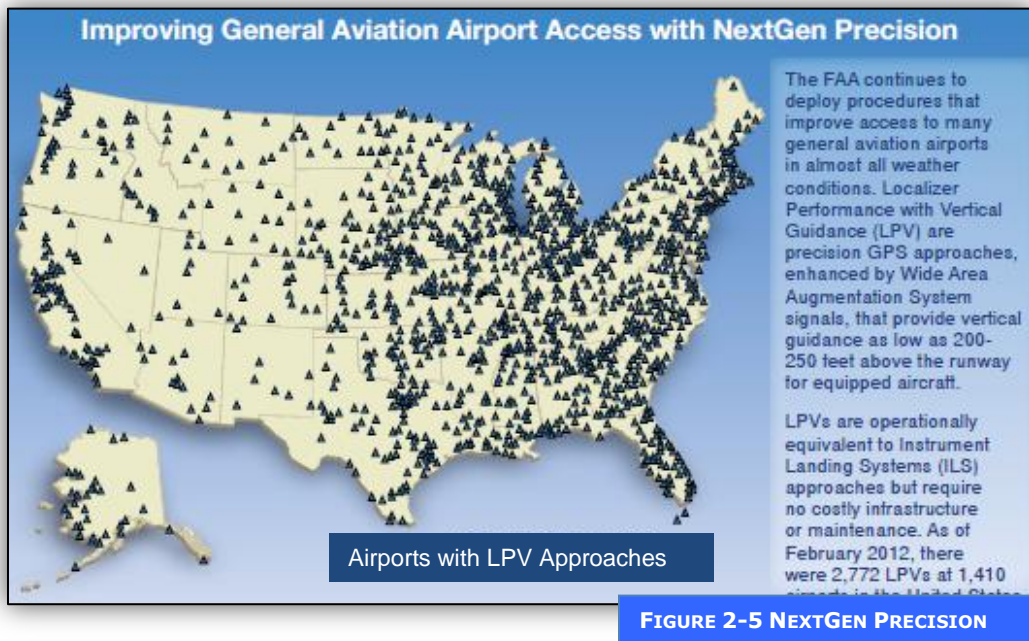 Improving General Aviation Airport Access with NextGen Precision
The FAA continues to
deploy procedures that
improve access to many
general aviation airports
in almost all weather
conditions. Localizer
Performance with Vertical
Guidance (LPV) are
precision GPS approaches,
enhanced by Wide Area
Augmentation System
signals, that provide vertical
guidance as low as 200-
250 feet above the runway
for equipped aircraft.
LPVs are operationally
equivalent to Instrument
Landing Systems (ILS)
approaches but require
no costly infrastructure
or maintenance. As of
February 2012, there
were 2,772 LPVs at 1,410
airports in the United States
Airports with LPV Approaches
FIGURE 2-5 NEXTGEN PRECISION